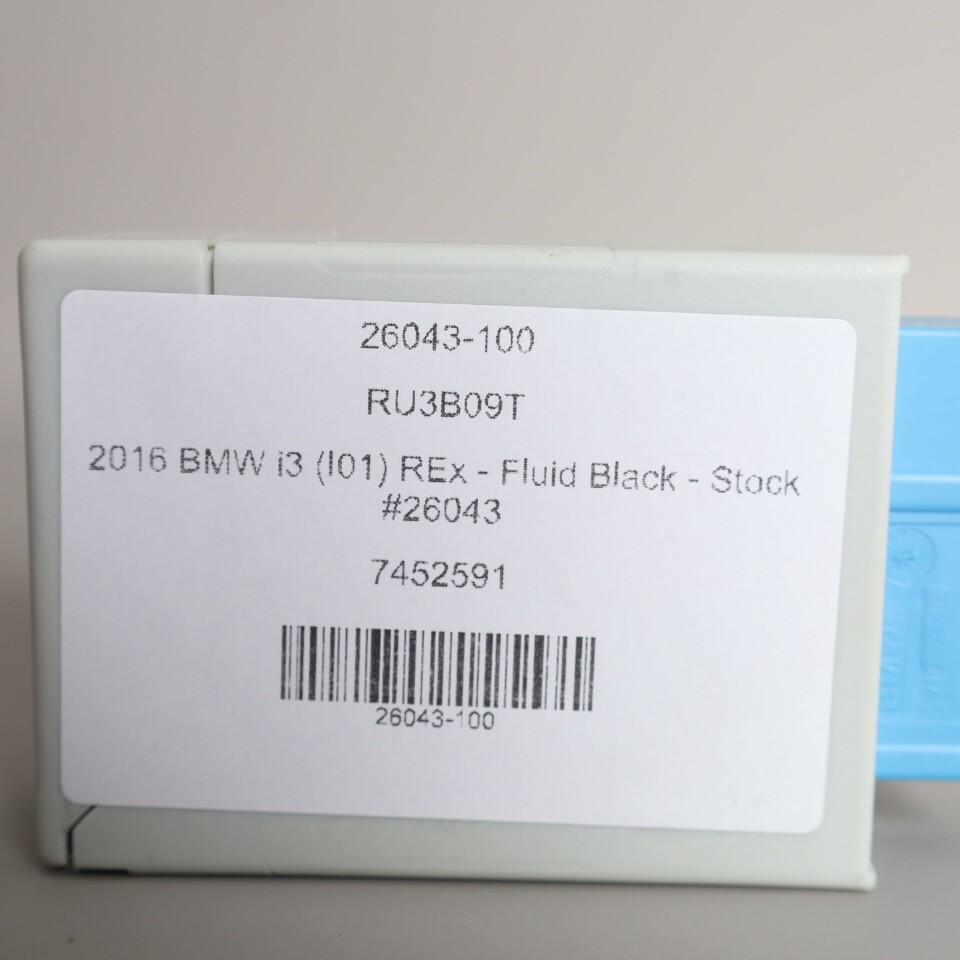 26043-100
RU3B09T
2016 BMW i3 (I01) REx - Fluid Black - Stock
#26043
7452591
26043-100